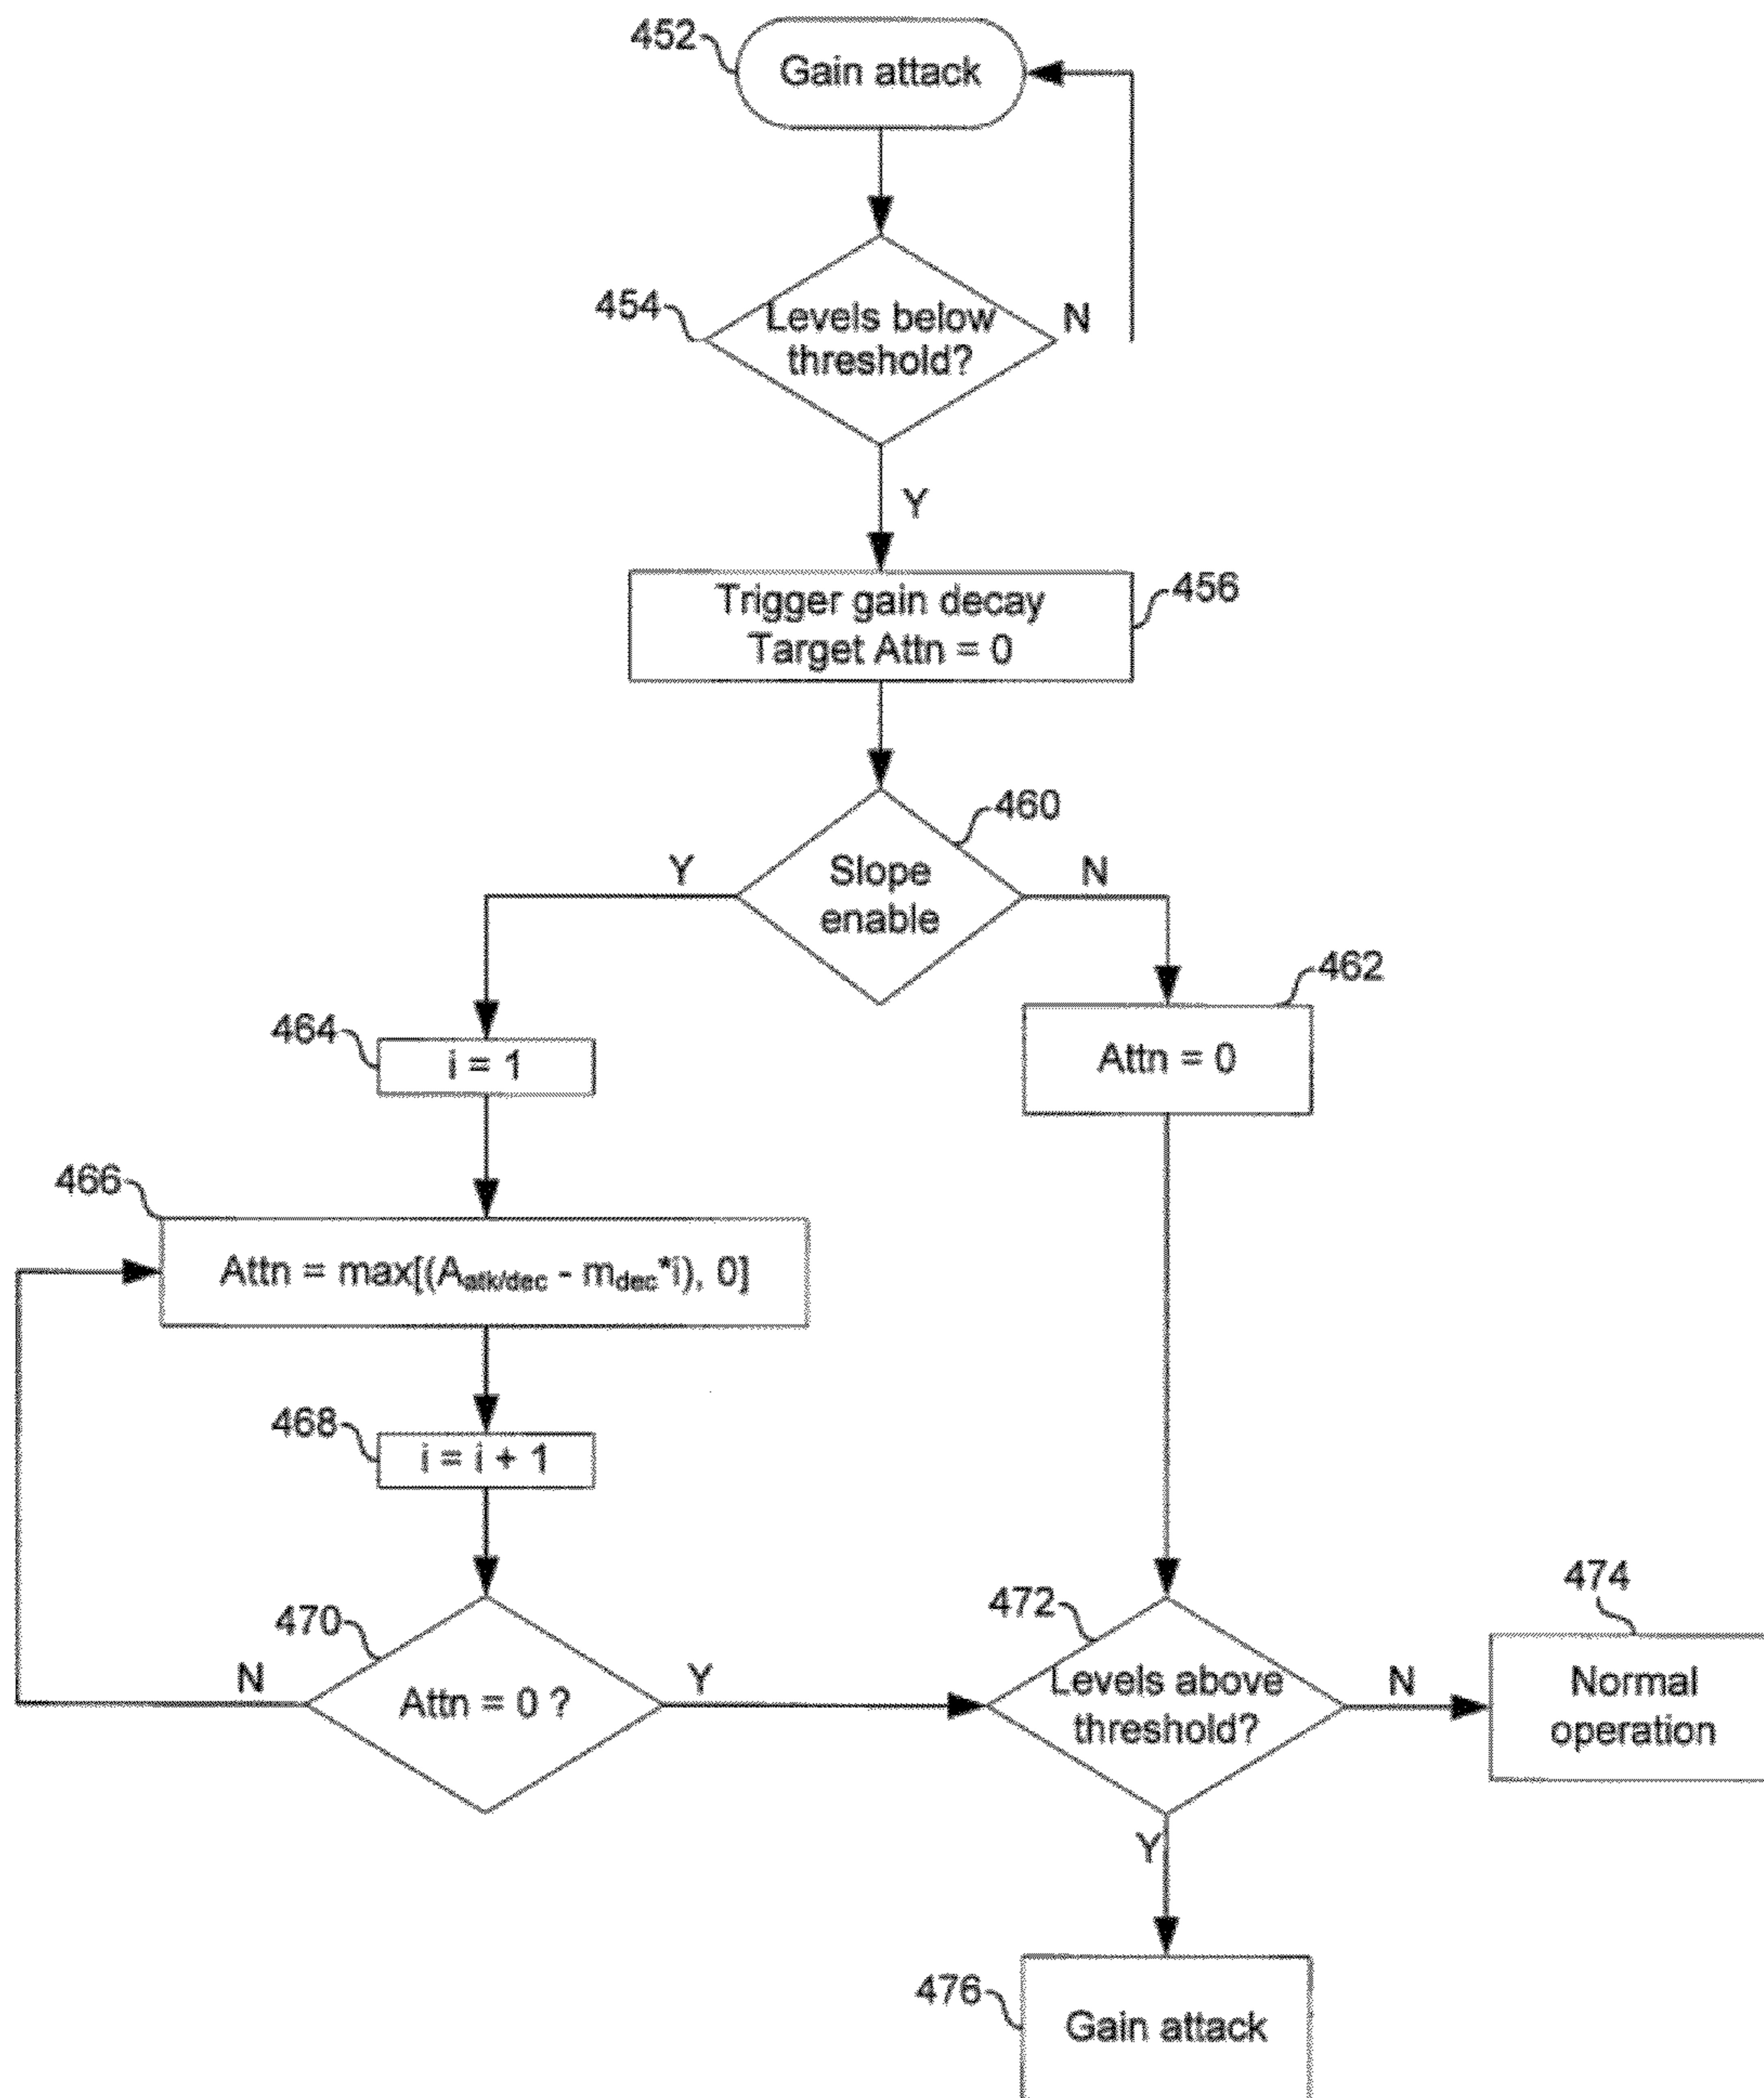 452
Gain attack
454
Levels below
threshold?
N
Y
Trigger gain decay
Target Attn = 0
456
460
Y
Slope
enable
N
462
464
i = 1
Attn = 0
466
Attn = max[(Aatk/dec - mdec*i), 0]
468
i = i + 1
470
472
474
N
Attn = 0 ?
Y
Levels above
threshold?
N
Normal
operation
Y
476
Gain attack